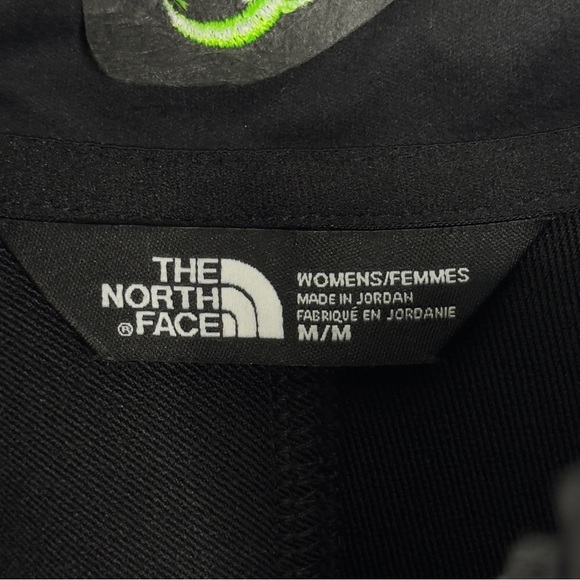 THE
NORTH
® FACE
WOMENS/FEMMES
MADE IN JORDAN
FABRIQUÉ EN JORDANIE
M/M